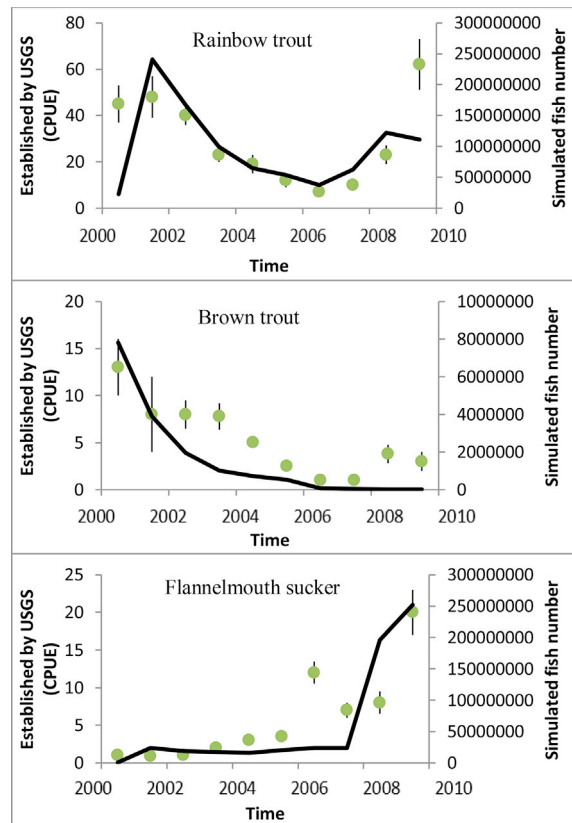 Rainbow trout
Established by USGS
(CPUE)
80
60
40
20
0
300000000
250000000
200000000
150000000
100000000
50000000
0
Simulated fish number
2000 2002 2004 2006 2008 2010
Time
Brown trout
Established by USGS
(CPUE)
20
15
10
5
0
10000000
8000000
6000000
4000000
2000000
0
Simulated fish number
2000 2002 2004 2006 2008 2010
Time
Flannelmouth sucker
Established by USGS
(CPUE)
25
20
15
10
5
0
300000000
250000000
200000000
150000000
100000000
50000000
0
Simulated fish number
2000 2002 2004 2006 2008 2010
Time